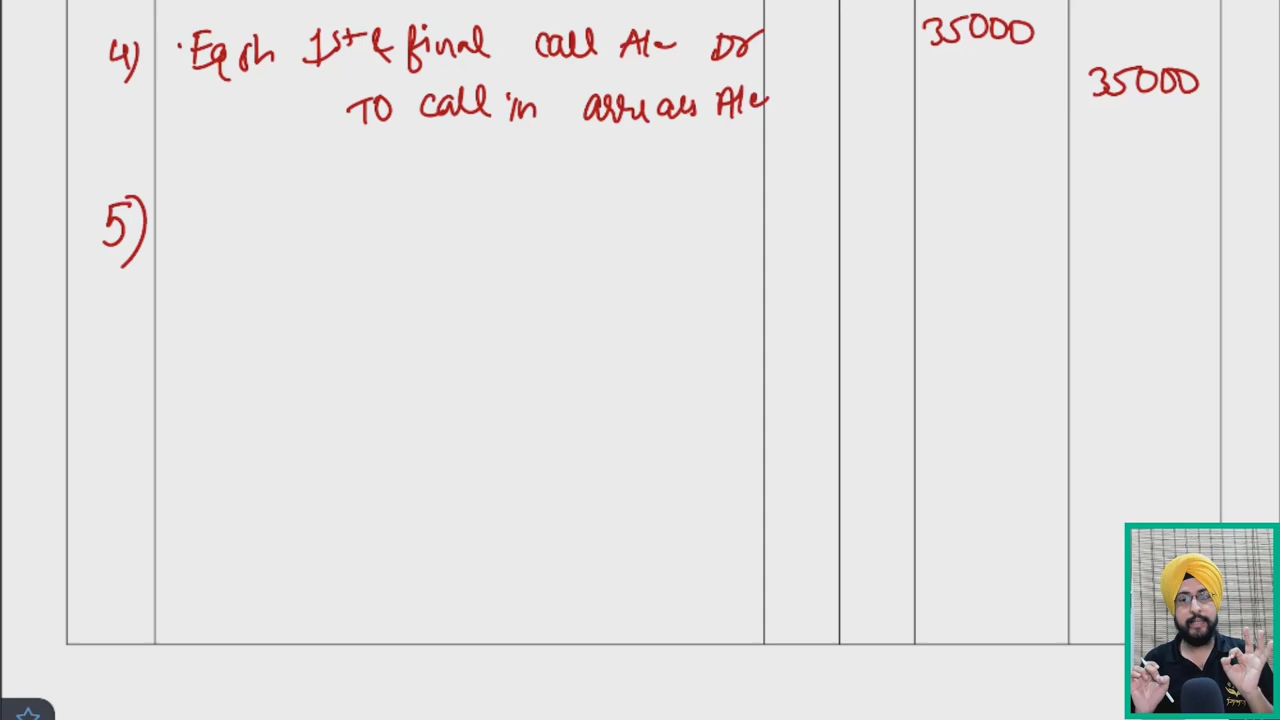 4) Eq sh 1st & final call A/c Dr 35000
To call in arrears A/c 35000
5)